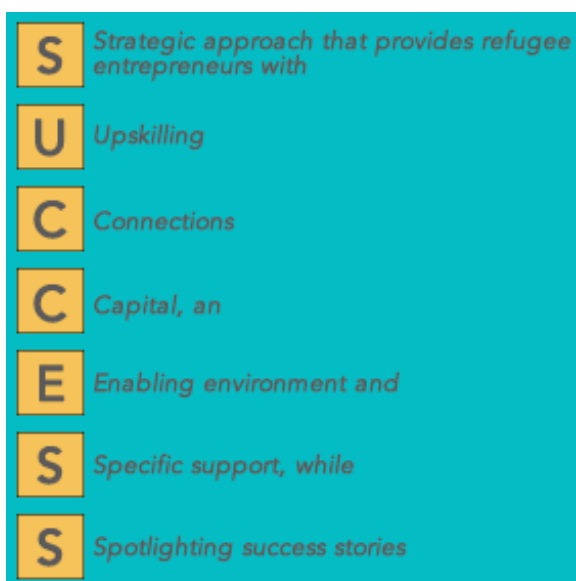 S Strategic approach that provides refugee
entrepreneurs with
U Upskilling
C Connections
C Capital, an
E Enabling environment and
S Specific support, while
S Spotlighting success stories